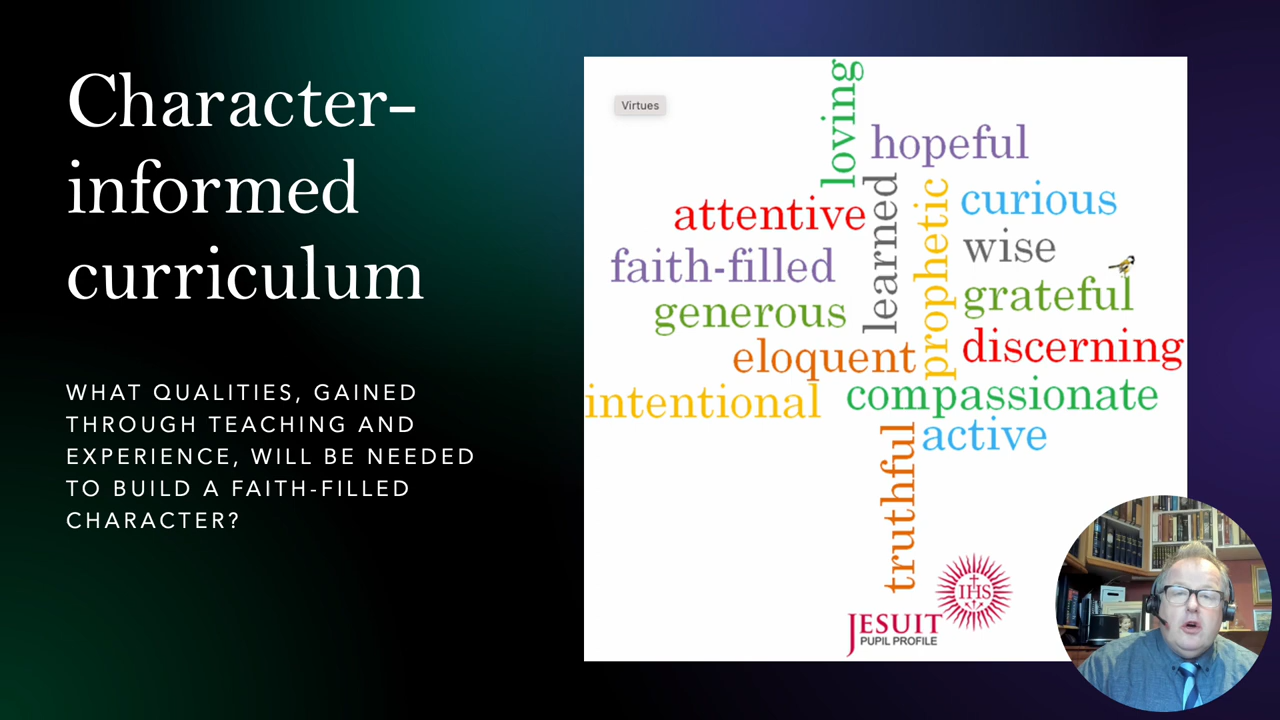 Character-
informed
curriculum
WHAT QUALITIES, GAINED
THROUGH TEACHING AND
EXPERIENCE, WILL BE NEEDED
TO BUILD A FAITH-FILLED
CHARACTER?
Virtues
loving
hopeful
attentive
learned
prophetic
curious
faith-filled
wise
generous
grateful
eloquent
discerning
intentional
compassionate
truthful
active
IHS
JESUIT
PUPIL PROFILE